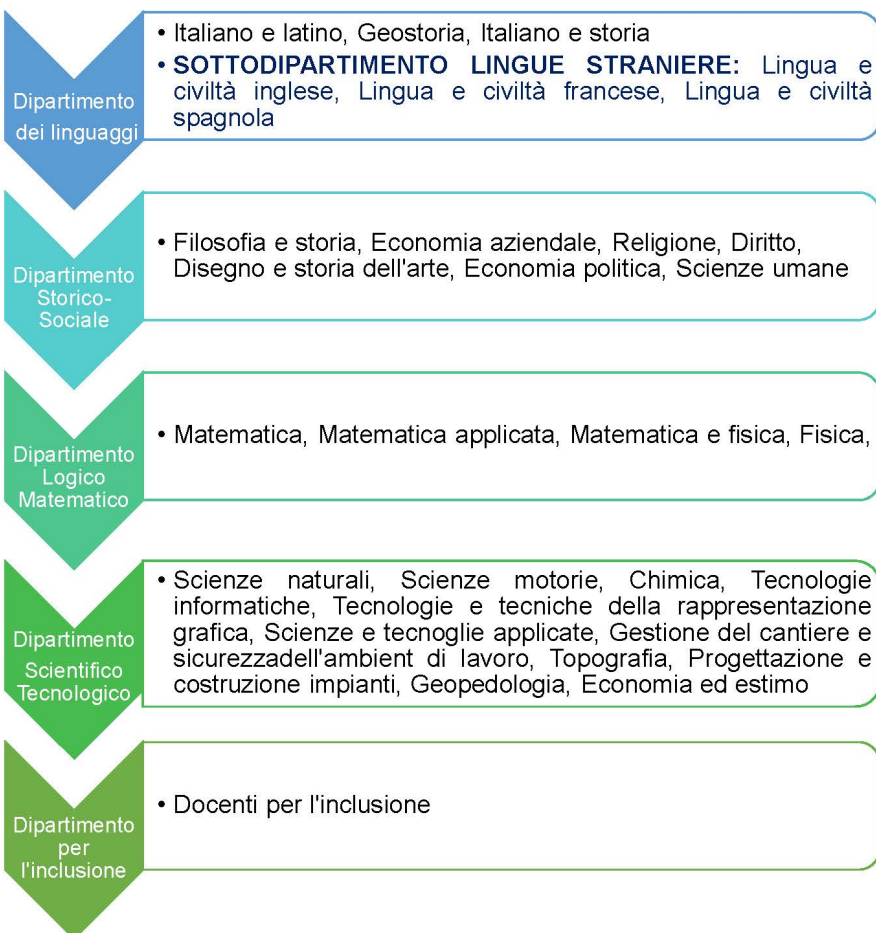 Dipartimento
dei linguaggi
• Italiano e latino, Geostoria, Italiano e storia
• SOTTODIPARTIMENTO LINGUE STRANIERE: Lingua e
civiltà inglese, Lingua e civiltà francese, Lingua e civiltà
spagnola
Dipartimento
Storico-
Sociale
• Filosofia e storia, Economia aziendale, Religione, Diritto,
Disegno e storia dell'arte, Economia politica, Scienze umane
Dipartimento
Logico
Matematico
• Matematica, Matematica applicata, Matematica e fisica, Fisica,
Dipartimento
Scientifico
Tecnologico
• Scienze naturali, Scienze motorie, Chimica, Tecnologie
informatiche, Tecnologie e tecniche della rappresentazione
grafica, Scienze e tecnoglie applicate, Gestione del cantiere e
sicurezzadell'ambient di lavoro, Topografia, Progettazione e
costruzione impianti, Geopedologia, Economia ed estimo
Dipartimento
per
l'inclusione
• Docenti per l'inclusione